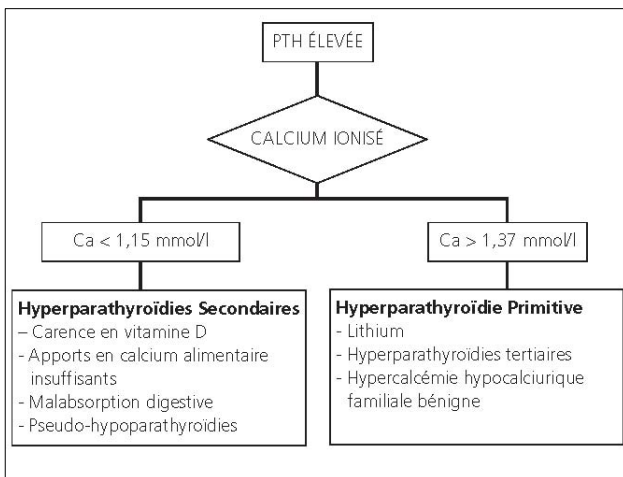 PTH ÉLEVÉE
CALCIUM IONISÉ
Ca < 1,15 mmol/l
Ca > 1,37 mmol/l
Hyperparathyroïdies Secondaires
– Carence en vitamine D
- Apports en calcium alimentaire
insuffisants
- Malabsorption digestive
- Pseudo-hypoparathyroïdies
Hyperparathyroïdie Primitive
- Lithium
- Hyperparathyroïdies tertiaires
- Hypercalcémie hypocalciurique
familiale bénigne